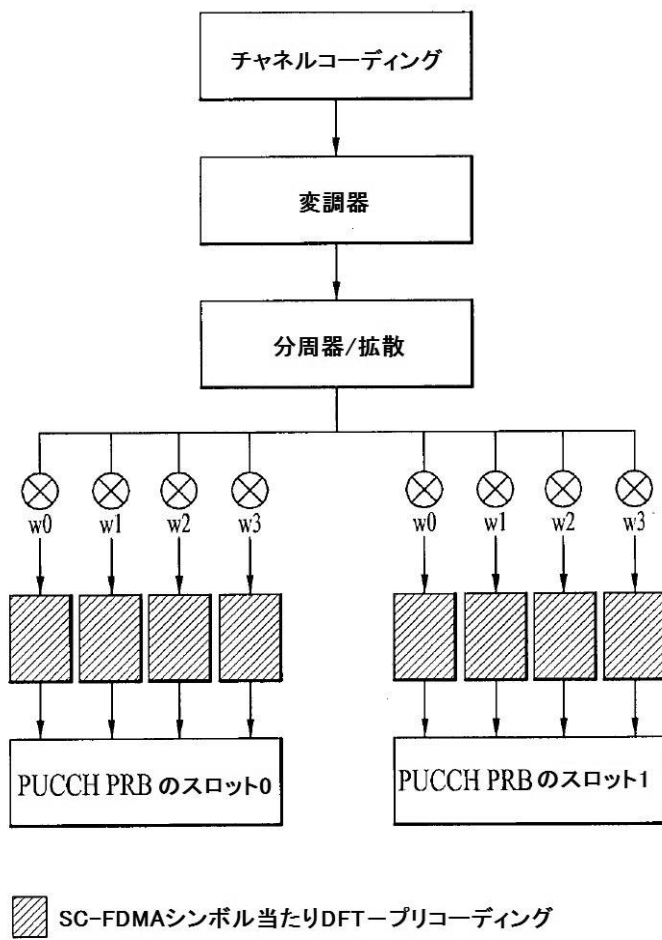 チャネルコーディング
変調器
分周器/拡散
w0 w1 w2 w3 w0 w1 w2 w3
PUCCH PRB のスロット0 PUCCH PRB のスロット1
SC-FDMAシンボル当たりDFTープリコーディング